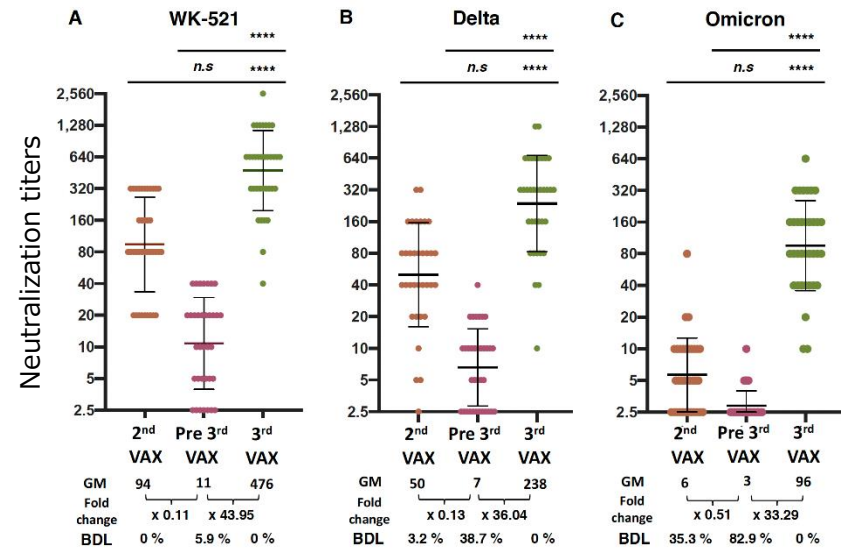 A WK-521
****
n.s ****
Neutralization titers
2,560
1,280
640
320
160
80
40
20
10
5
2.5
2nd VAX Pre 3rd VAX 3rd VAX
GM 94 11 476
Fold change x 0.11 x 43.95
BDL 0 % 5.9 % 0 %
B Delta
****
n.s ****
2,560
1,280
640
320
160
80
40
20
10
5
2.5
2nd VAX Pre 3rd VAX 3rd VAX
50 7 238
x 0.13 x 36.04
3.2 % 38.7 % 0 %
C Omicron
****
n.s ****
2,560
1,280
640
320
160
80
40
20
10
5
2.5
2nd VAX Pre 3rd VAX 3rd VAX
GM 6 3 96
Fold change x 0.51 x 33.29
BDL 35.3 % 82.9 % 0 %